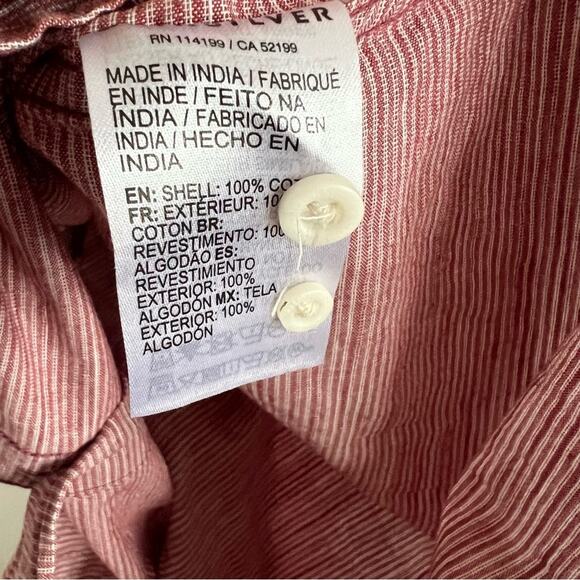 RN 114199 / CA 52199
MADE IN INDIA / FABRIQUÉ
EN INDE / FEITO NA
ÍNDIA / FABRICADO EN
INDIA / HECHO EN
INDIA
EN: SHELL: 100%
FR: EXTÉRIEUR:
COTON BR:
REVESTIMENTO:
ALGODÃO ES:
REVESTIMIENTO
EXTERIOR: 100%
ALGODÓN MX: TELA
EXTERIOR: 100%
ALGODÓN